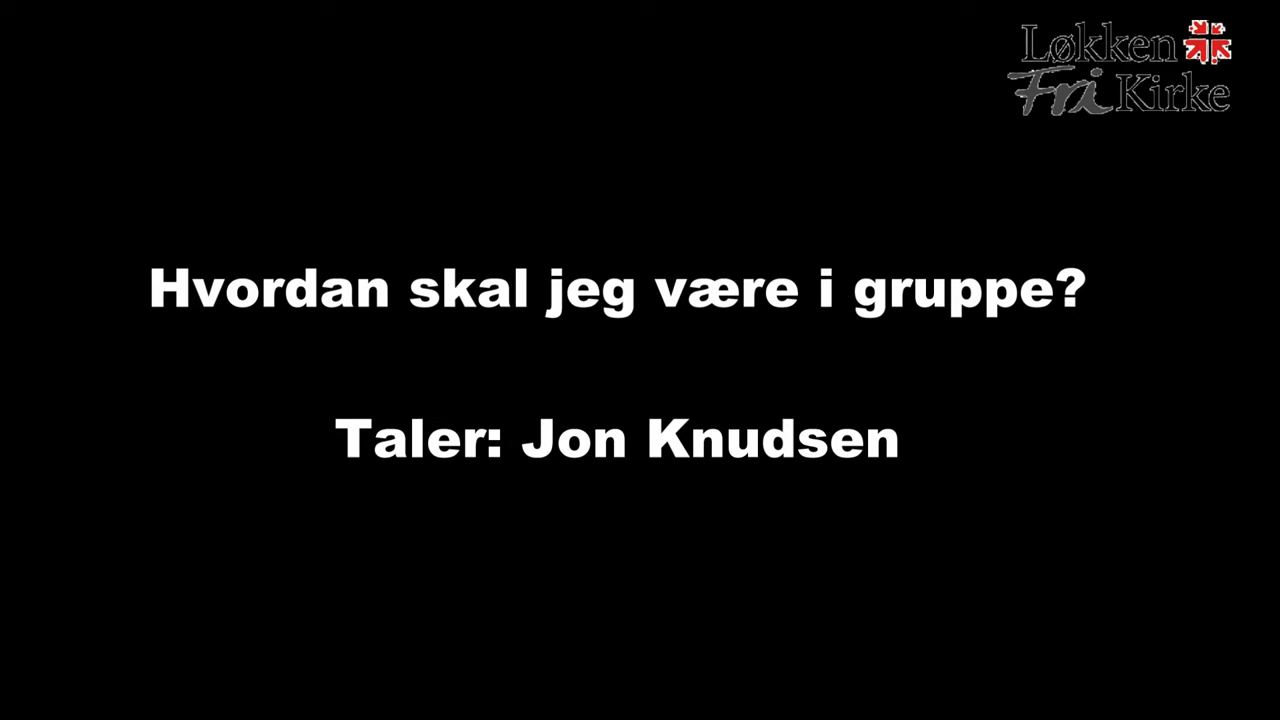 Løkken
Fri Kirke
Hvordan skal jeg være i gruppe?
Taler: Jon Knudsen